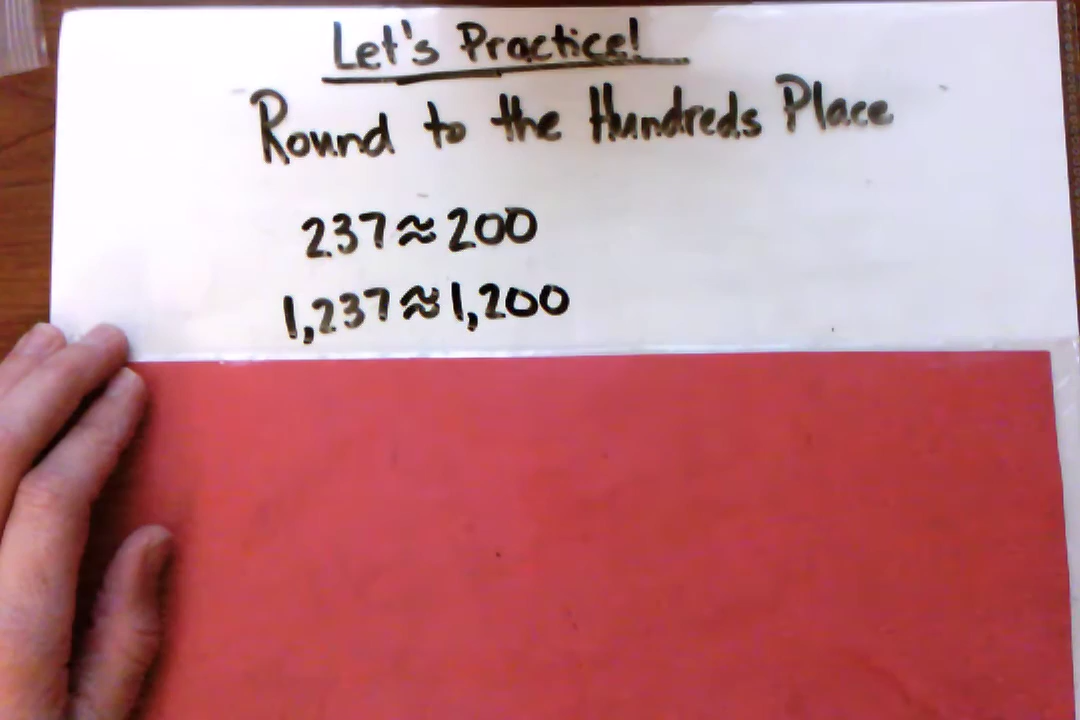 Let's Practice!
Round to the Hundreds Place
237≈200
1,237≈1,200